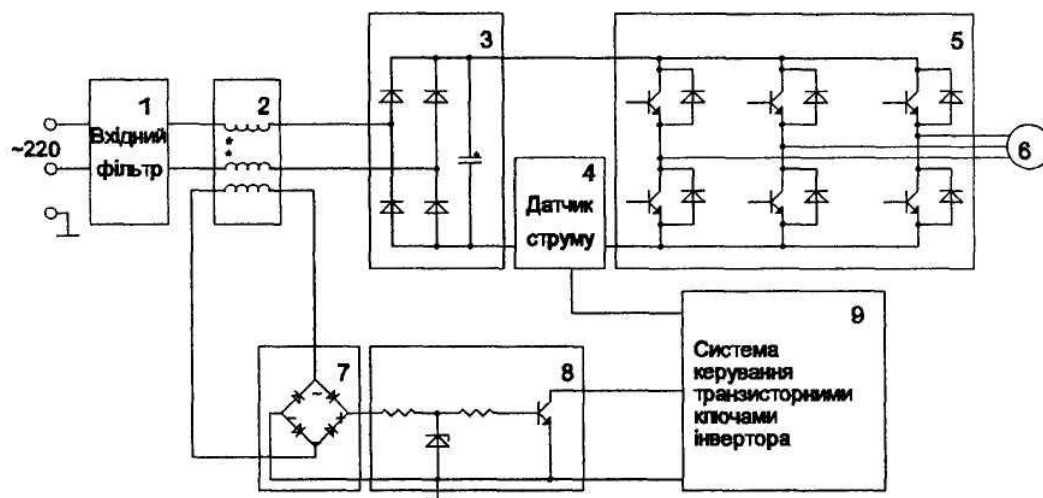 3
5
1
2
Вхідний
фільтр
~220
**
6
4
Датчик
струму
9
Система
керування
транзисторними
ключами
інвертора
7
8
~
−
+